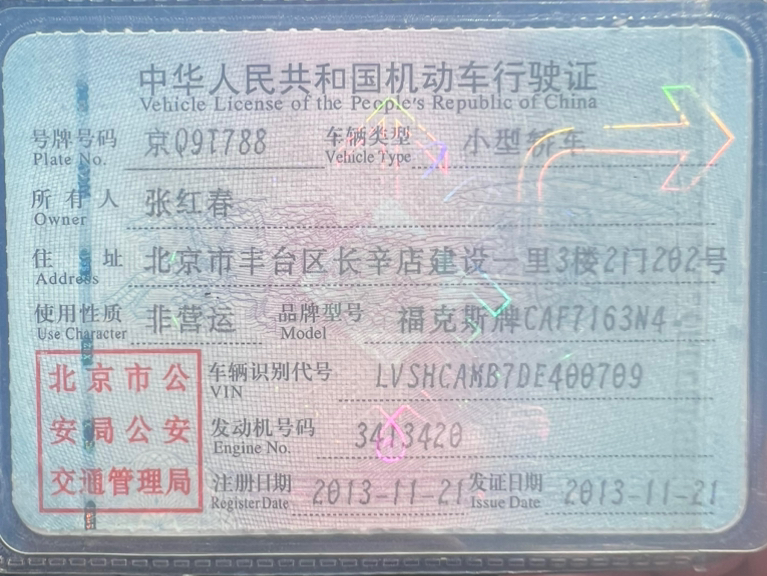 中华人民共和国机动车行驶证
Vehicle License of the People's Republic of China
号牌号码 京Q9T788 车辆类型 小型轿车
Plate No. Vehicle Type
所有人 张红春
Owner
住址 北京市丰台区长辛店建设一里3楼2门202号
Address
使用性质 非营运 品牌型号 福克斯牌CAF7163N4
Use Character Model
北京市公
安局公安
交通管理局
车辆识别代号 LVSHCAMB7DE400709
VIN
发动机号码 3413420
Engine No.
注册日期 2013-11-21 发证日期 2013-11-21
Register Date Issue Date